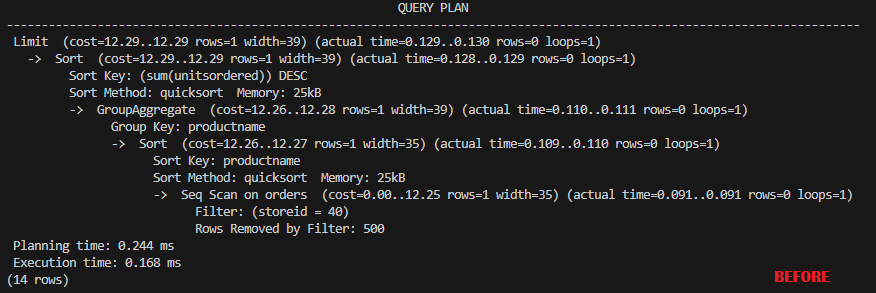 QUERY PLAN
--------------------------------------------------------------------------------------------------------------------------
Limit  (cost=12.29..12.29 rows=1 width=39) (actual time=0.129..0.130 rows=0 loops=1)
  ->  Sort  (cost=12.29..12.29 rows=1 width=39) (actual time=0.128..0.129 rows=0 loops=1)
        Sort Key: (sum(unitsordered)) DESC
        Sort Method: quicksort  Memory: 25kB
        ->  GroupAggregate  (cost=12.26..12.28 rows=1 width=39) (actual time=0.110..0.111 rows=0 loops=1)
              Group Key: productname
              ->  Sort  (cost=12.26..12.27 rows=1 width=35) (actual time=0.109..0.110 rows=0 loops=1)
                    Sort Key: productname
                    Sort Method: quicksort  Memory: 25kB
                    ->  Seq Scan on orders  (cost=0.00..12.25 rows=1 width=35) (actual time=0.091..0.091 rows=0 loops=1)
                          Filter: (storeid = 40)
                          Rows Removed by Filter: 500
Planning time: 0.244 ms
Execution time: 0.168 ms
(14 rows)
BEFORE